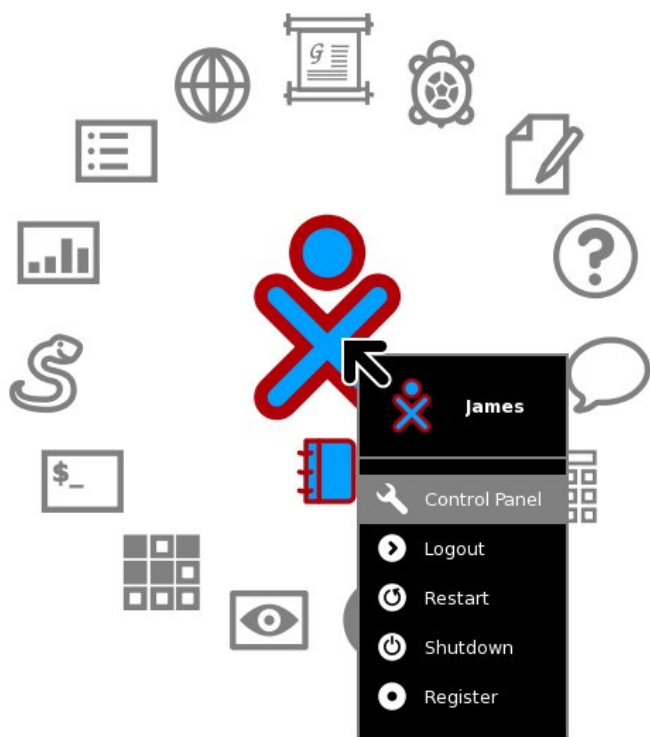 G
?
$_
James
Control Panel
Logout
Restart
Shutdown
Register